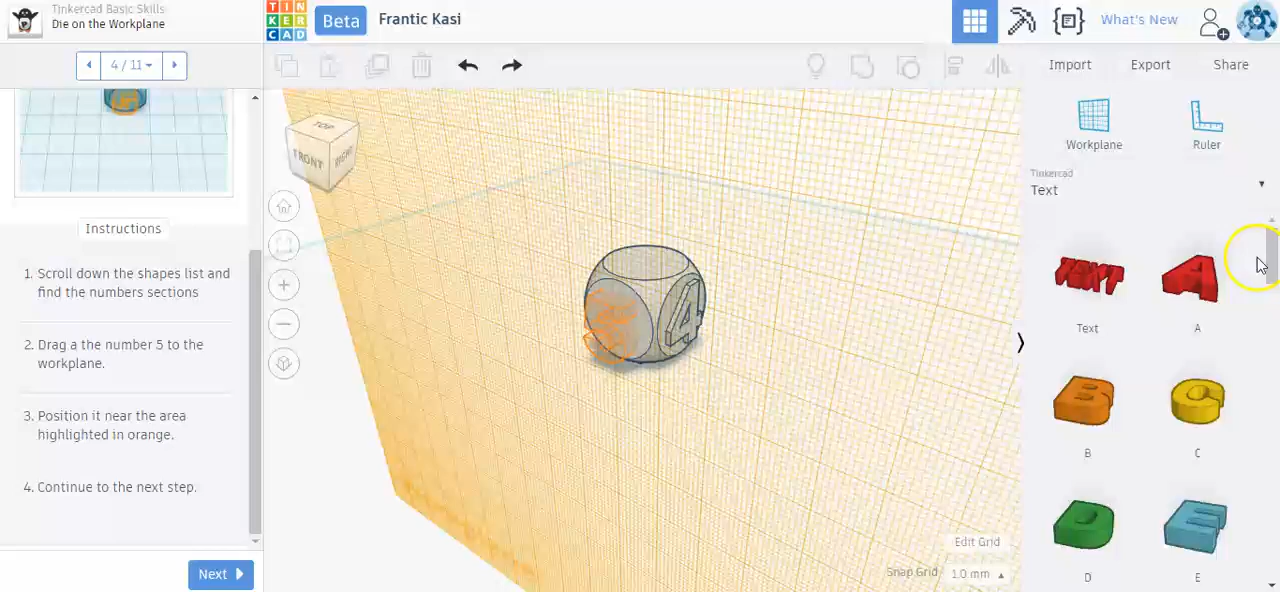 Tinkercad Basic Skills
Die on the Workplane
TIN
KER
CAD
Beta
Frantic Kasi
What's New
4 / 11
Import
Export
Share
TOP
FRONT
RIGHT
Workplane
Ruler
Tinkercad
Text
Instructions
1. Scroll down the shapes list and
find the numbers sections
2. Drag a the number 5 to the
workplane.
3. Position it near the area
highlighted in orange.
4. Continue to the next step.
Next
4
TEXT
A
Text
A
B
C
B
C
D
E
D
E
Edit Grid
Snap Grid
1.0 mm